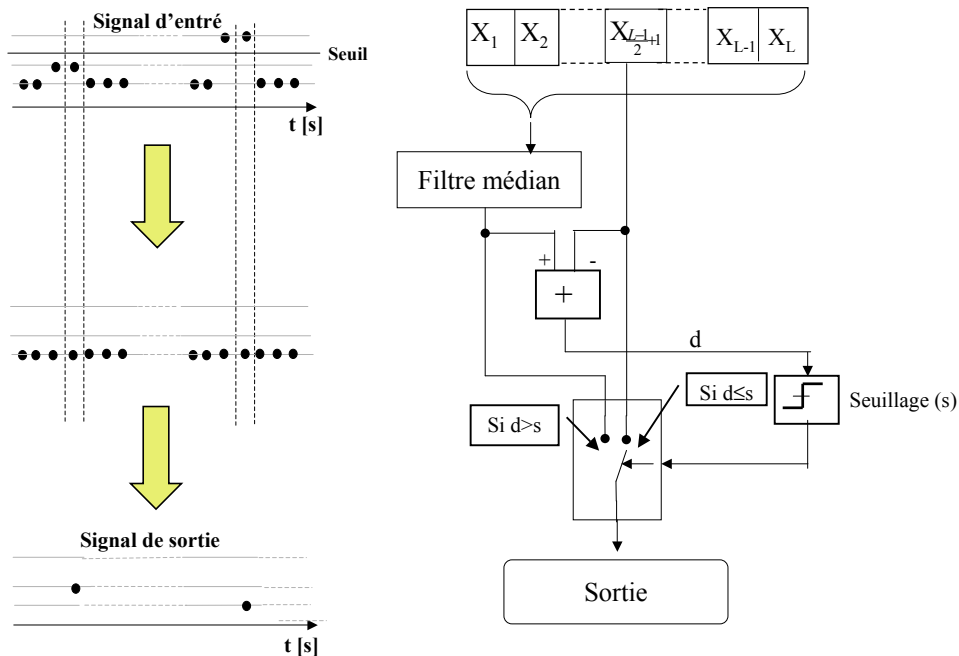 Signal d'entré
Seuil
t [s]
Signal de sortie
t [s]
X1 X2 XL-1/2+1 XL-1 XL
Filtre médian
+ -
+
d
Si d>s
Si d≤s
Seuillage (s)
Sortie